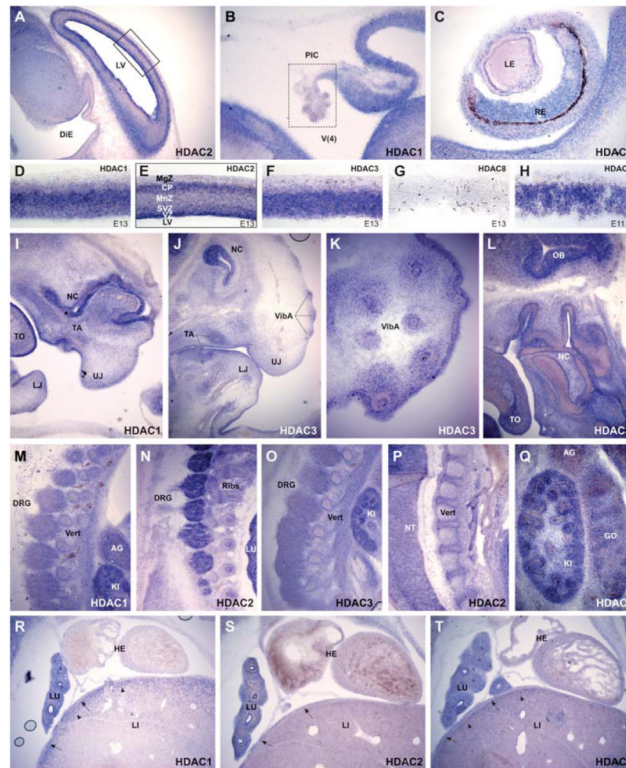 A
LV
DiE
HDAC2
B
PlC
V(4)
HDAC1
C
LE
RE
HDAC
D
HDAC1
E13
E
HDAC2
MgZ
CP
MnZ
SVZ
VZ
LV
E13
F
HDAC3
E13
G
HDAC8
E13
H
HDAC
E11
I
NC
TA
TO
LJ
UJ
HDAC1
J
NC
VibA
TA
LJ
UJ
HDAC3
K
VibA
HDAC3
L
OB
NC
TO
HDAC
M
DRG
Vert
AG
KI
HDAC1
N
DRG
Ribs
LU
HDAC2
O
DRG
Vert
KI
HDAC3
P
NT
Vert
HDAC2
Q
AG
KI
GO
HDAC
R
HE
LU
LI
HDAC1
S
HE
LU
LI
HDAC2
T
HE
LU
LI
HDAC